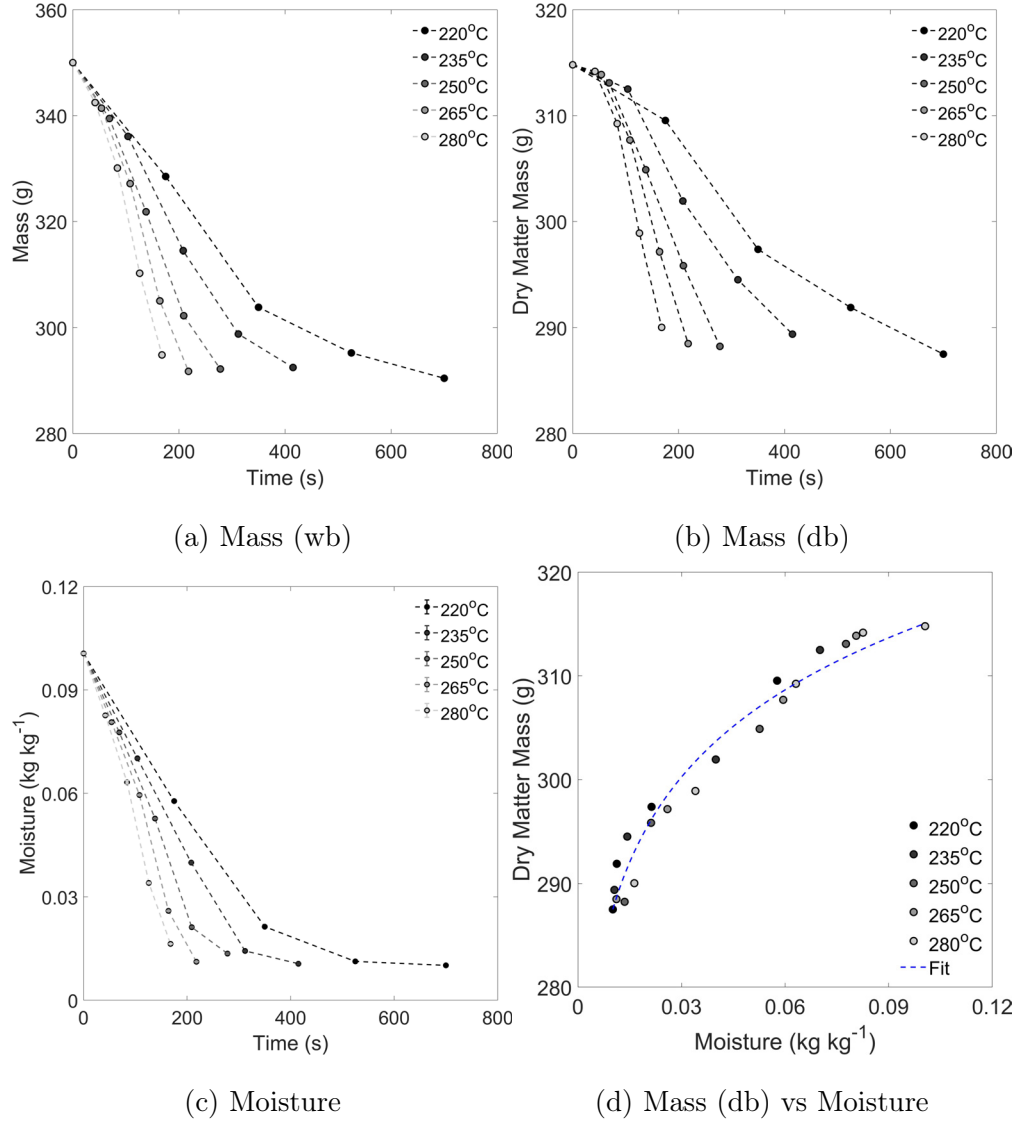 360
340
320
300
280
Mass (g)
0 200 400 600 800
Time (s)
220°C
235°C
250°C
265°C
280°C
(a) Mass (wb)
320
310
300
290
280
Dry Matter Mass (g)
0 200 400 600 800
Time (s)
220°C
235°C
250°C
265°C
280°C
(b) Mass (db)
0.12
0.09
0.06
0.03
0
Moisture (kg kg⁻¹)
0 200 400 600 800
Time (s)
220°C
235°C
250°C
265°C
280°C
(c) Moisture
320
310
300
290
280
Dry Matter Mass (g)
0 0.03 0.06 0.09 0.12
Moisture (kg kg⁻¹)
220°C
235°C
250°C
265°C
280°C
Fit
(d) Mass (db) vs Moisture